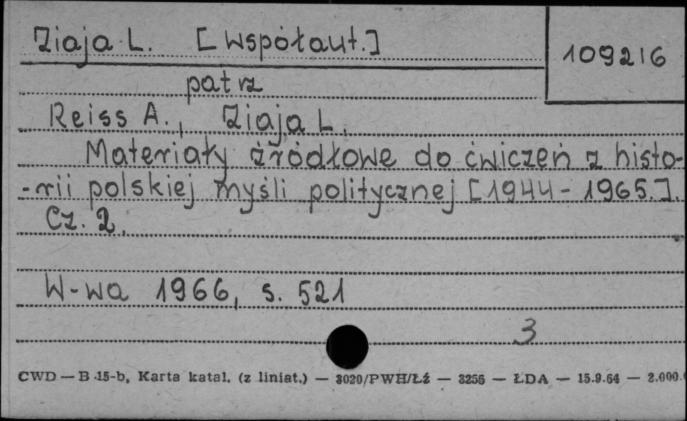 Ziaja L. [współaut.]
109216
patrz
Reiss A., Ziaja L.
Materiały źródłowe do ćwiczeń z histo-
-rii polskiej myśli politycznej [1944 - 1965.].
Cz. 2.
W-wa 1966, s. 521
3
CWD — B 15-b, Karta katal. (z liniat.) — 3020/PWH/Łź — 3256 — ŁDA — 15.9.64 — 2.000.